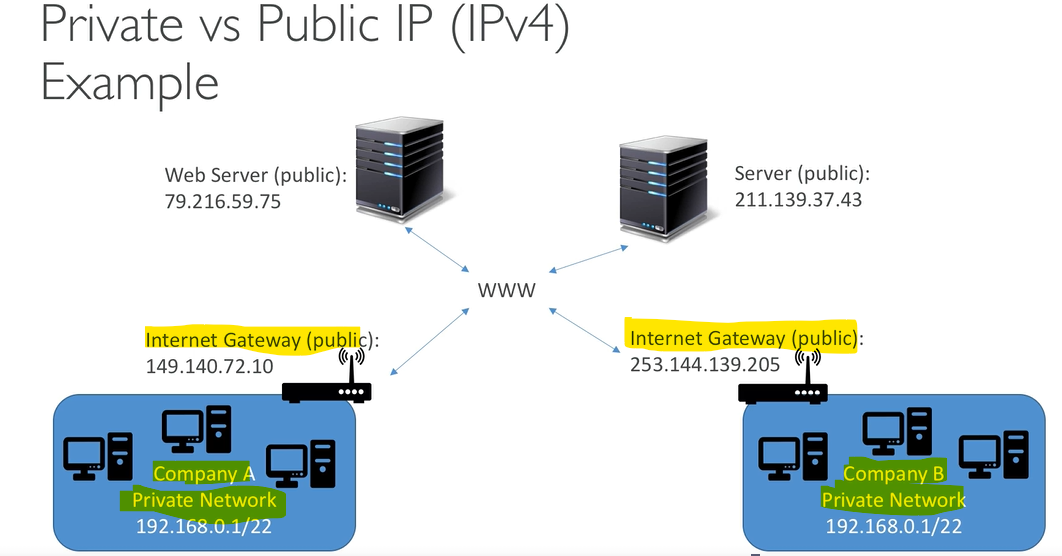 Private vs Public IP (IPv4)
Example
Web Server (public):
79.216.59.75
Server (public):
211.139.37.43
WWW
Internet Gateway (public):
149.140.72.10
Internet Gateway (public):
253.144.139.205
Company A
Private Network
192.168.0.1/22
Company B
Private Network
192.168.0.1/22